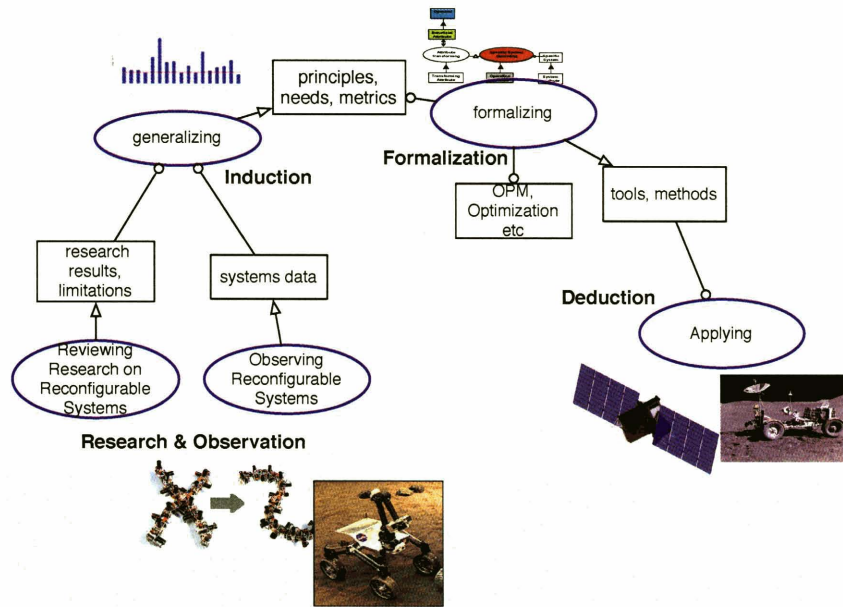 principles,
needs, metrics
generalizing
formalizing
Formalization
Induction
OPM,
Optimization
etc
tools, methods
research
results,
limitations
systems data
Deduction
Applying
Reviewing
Research on
Reconfigurable
Systems
Observing
Reconfigurable
Systems
Research & Observation